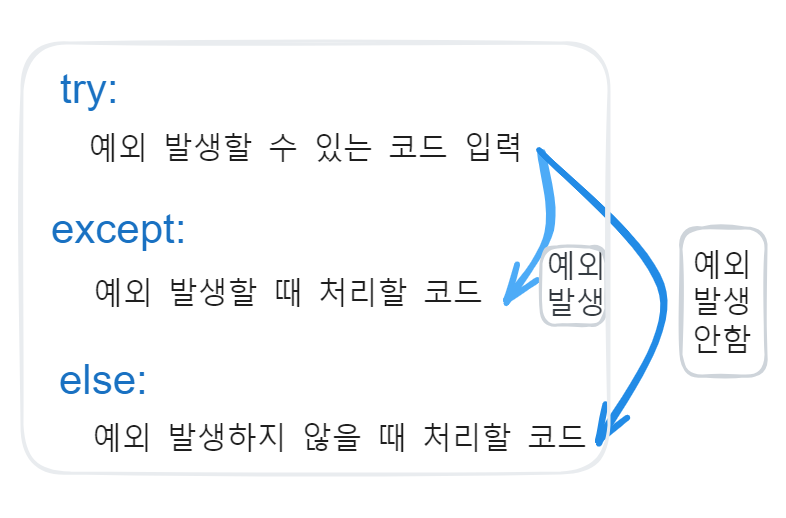 try:
예외 발생할 수 있는 코드 입력
except:
예외 발생할 때 처리할 코드
예외
발생
예외
발생
안함
else:
예외 발생하지 않을 때 처리할 코드